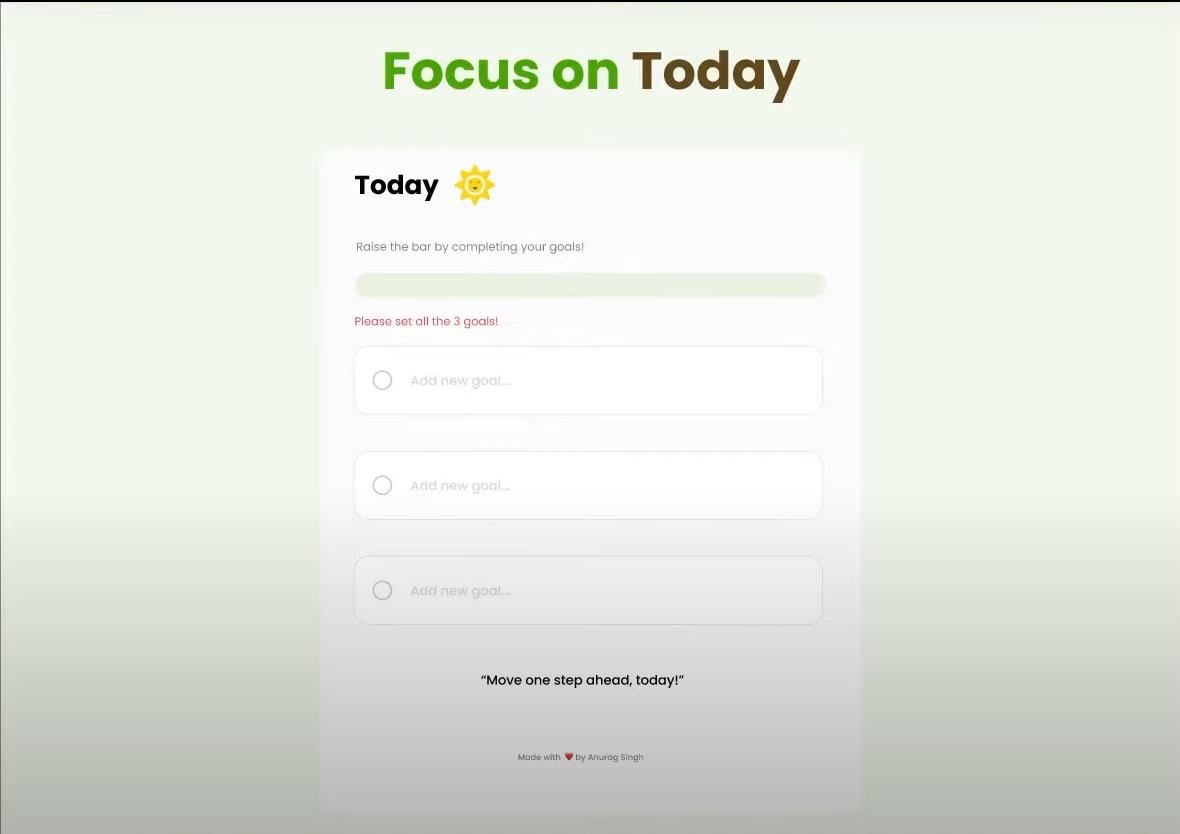 Focus on Today
Today
Raise the bar by completing your goals!
Please set all the 3 goals!
Add new goal...
Add new goal...
Add new goal...
“Move one step ahead, today!”
Made with ❤️ by Anurag Singh